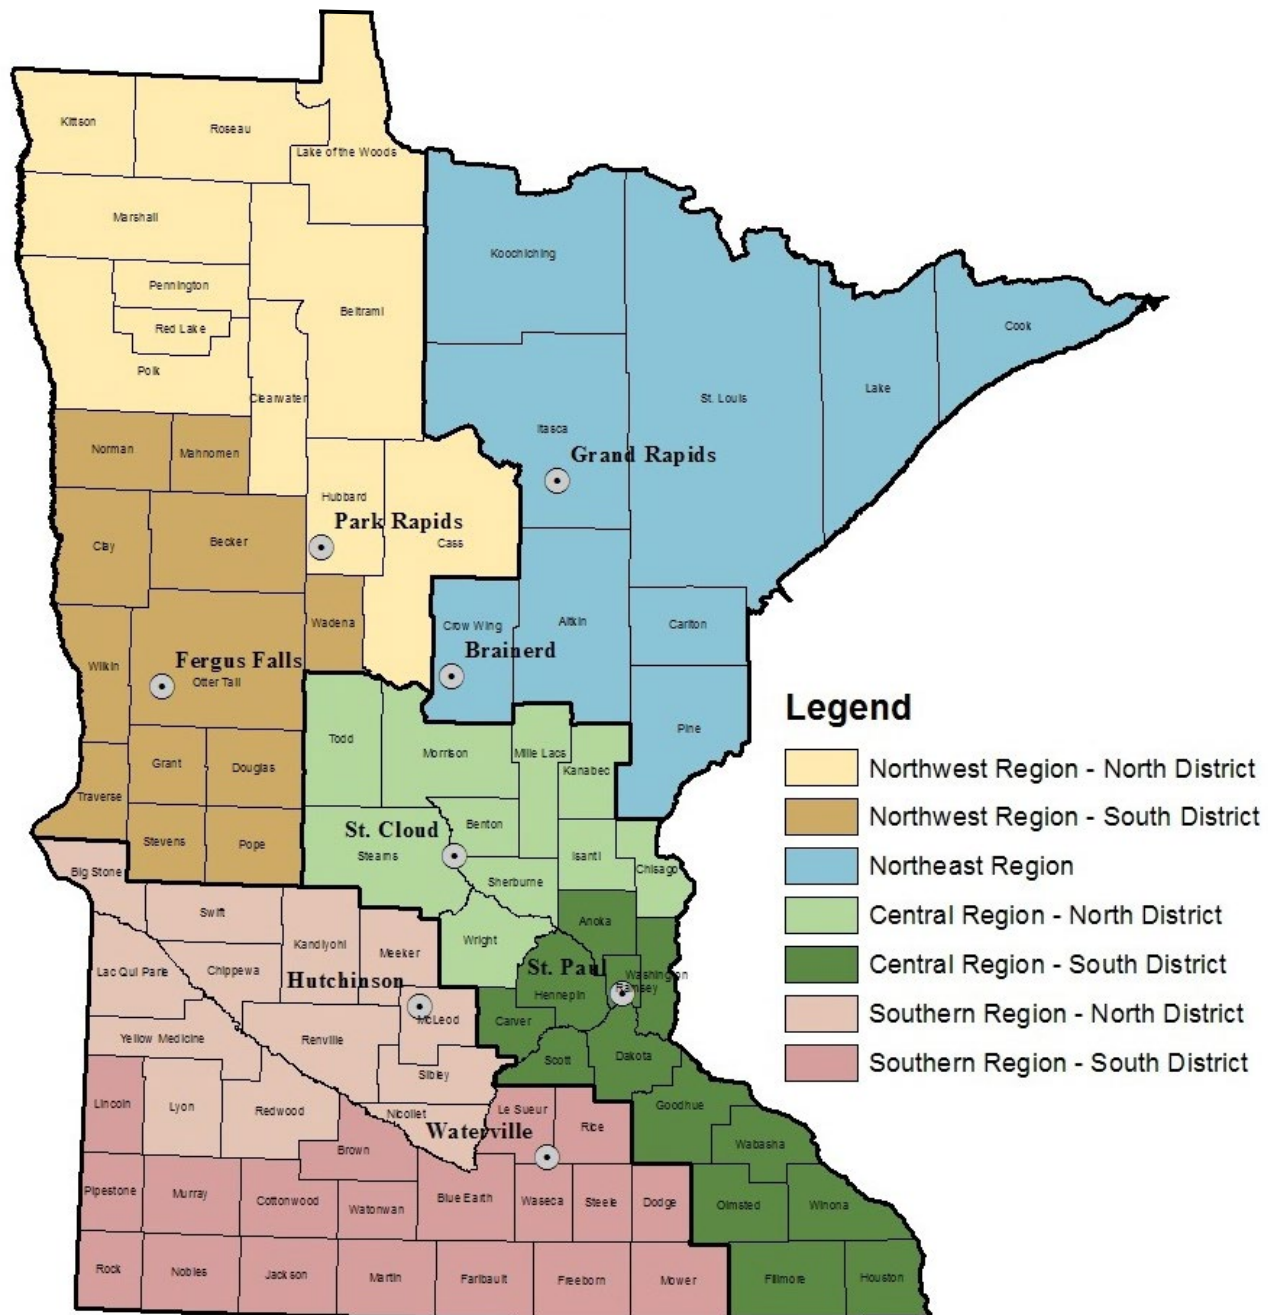 Kittson
Roseau
Lake of the Woods
Marshall
Koochiching
Pennington
Beltrami
Red Lake
Cook
Polk
Clearwater
St. Louis
Lake
Itasca
Norman
Mahnomen
Grand Rapids
Hubbard
Park Rapids
Clay
Becker
Cass
Wadena
Crow Wing
Aitkin
Carlton
Brainerd
Wilkin
Fergus Falls
Otter Tail
Legend
Todd
Morrison
Mille Lacs
Pine
Grant
Douglas
Kanabec
Northwest Region - North District
Traverse
Northwest Region - South District
St. Cloud
Benton
Stevens
Pope
Stearns
Isanti
Northeast Region
Big Stone
Sherburne
Chisago
Swift
Anoka
Central Region - North District
Kandiyohi
Meeker
Wright
Lac Qui Parle
Chippewa
Hutchinson
St. Paul
Washington
Central Region - South District
Hennepin
Ramsey
McLeod
Carver
Southern Region - North District
Yellow Medicine
Renville
Scott
Dakota
Sibley
Southern Region - South District
Lincoln
Lyon
Redwood
Nicollet
Le Sueur
Goodhue
Waterville
Rice
Brown
Wabasha
Pipestone
Murray
Cottonwood
Watonwan
Blue Earth
Waseca
Steele
Dodge
Olmsted
Winona
Rock
Nobles
Jackson
Martin
Faribault
Freeborn
Mower
Fillmore
Houston